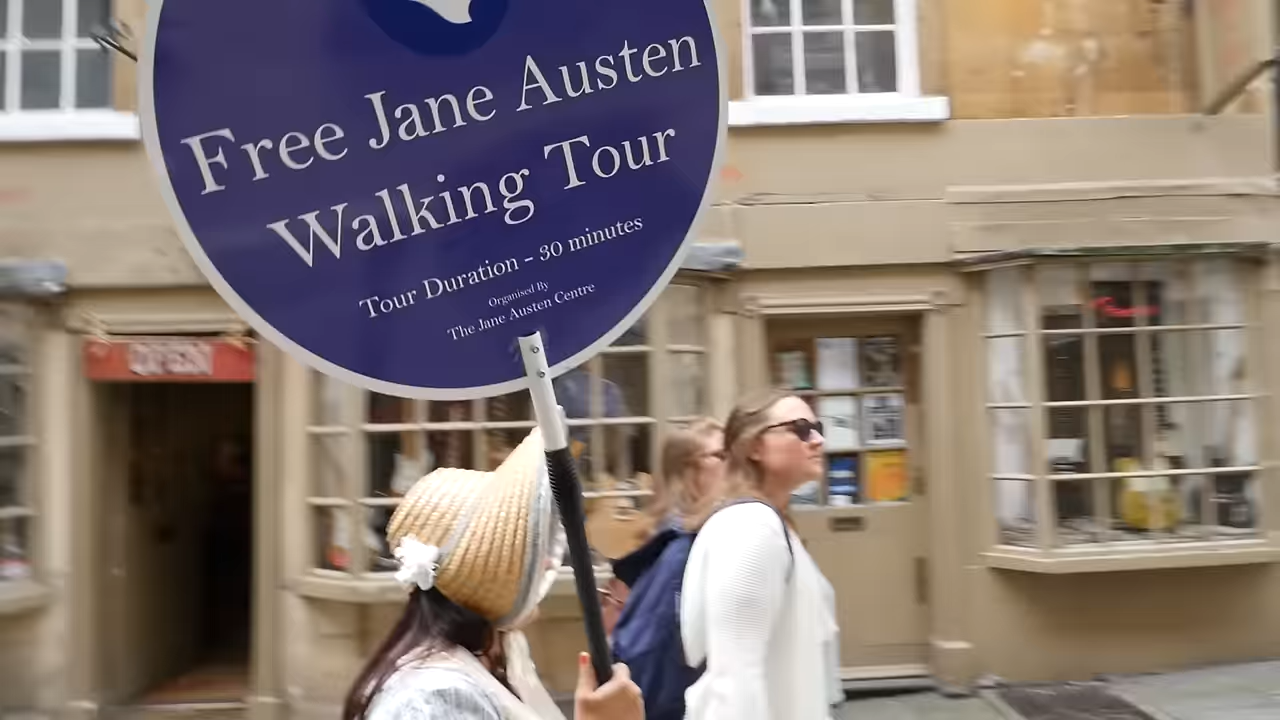 Free Jane Austen
Walking Tour
Tour Duration - 30 minutes
Organised By
The Jane Austen Centre
OPEN